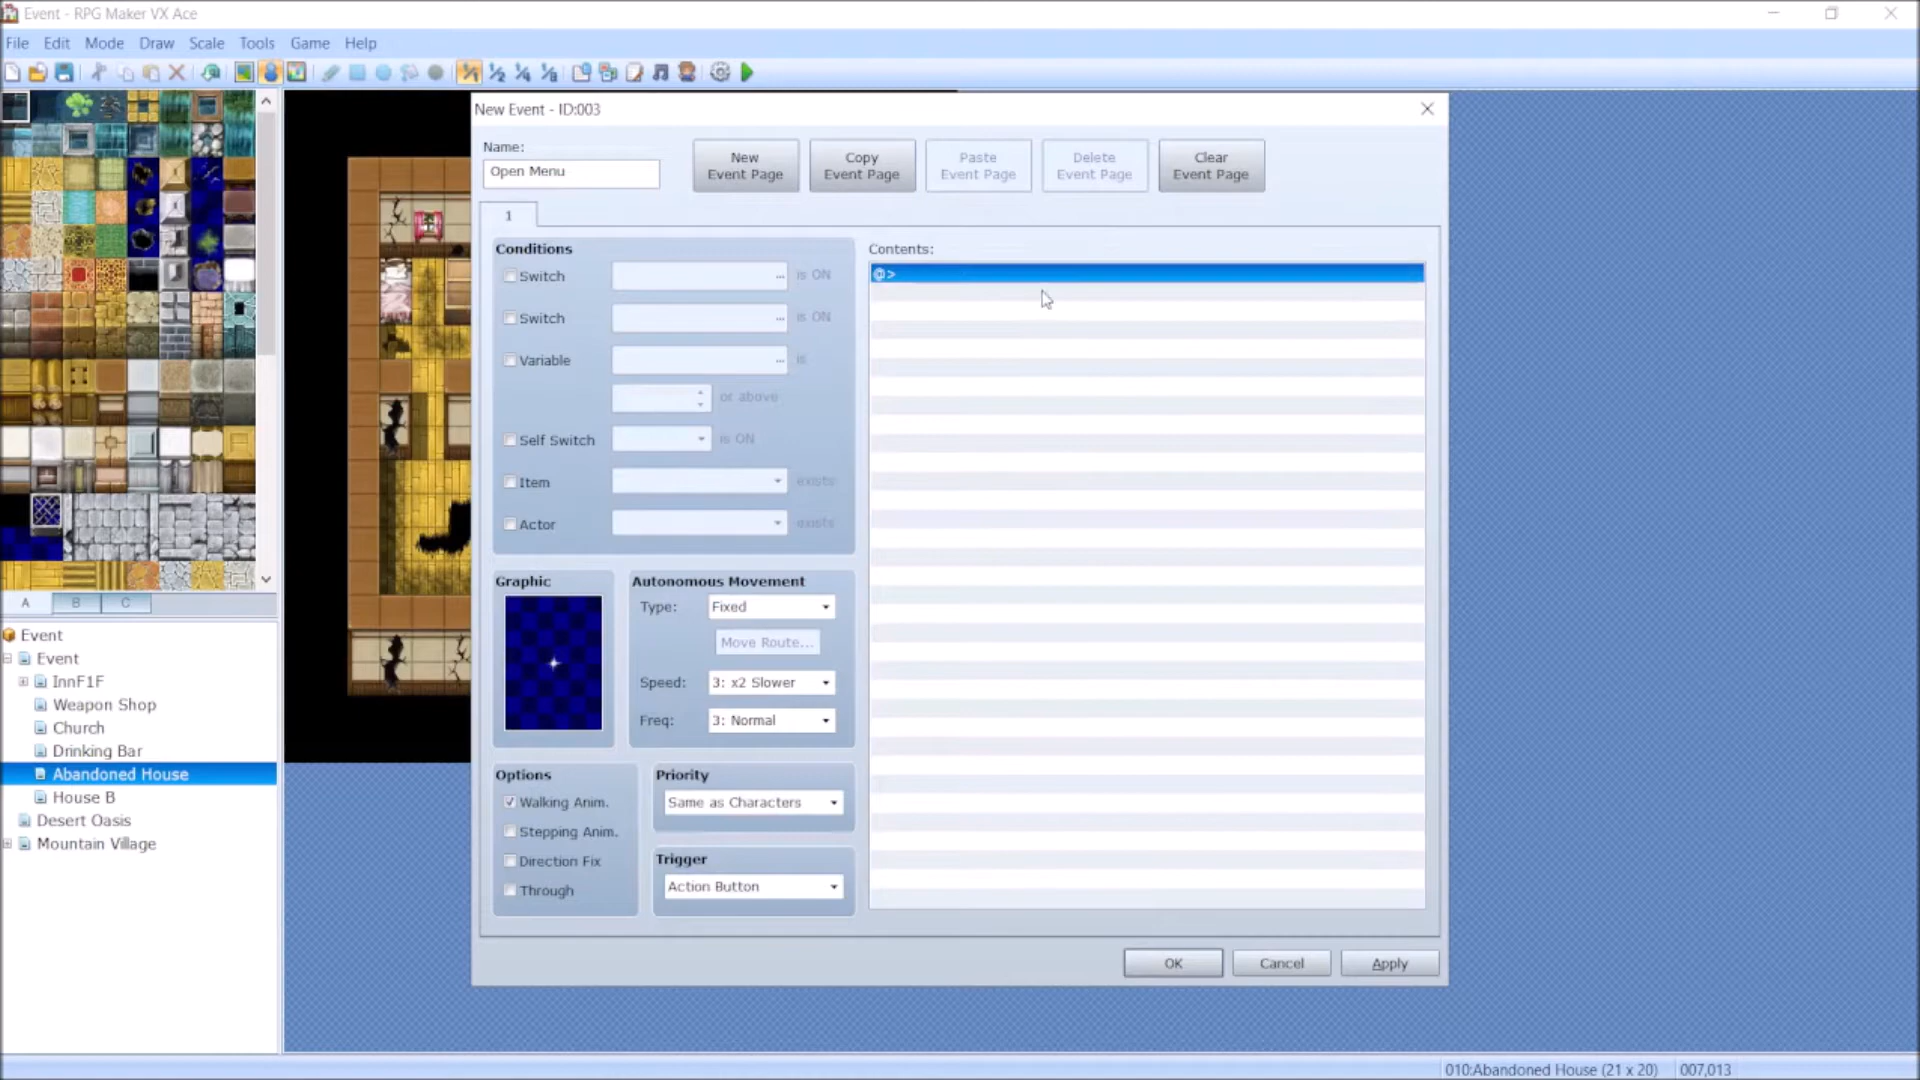 Event - RPG Maker VX Ace
File Edit Mode Draw Scale Tools Game Help
New Event - ID:003
Name:
Open Menu
New Event Page
Copy Event Page
Paste Event Page
Delete Event Page
Clear Event Page
1
Conditions
Switch ... is ON
Switch ... is ON
Variable ... is
or above
Self Switch is ON
Item exists
Actor exists
Graphic
Autonomous Movement
Type: Fixed
Move Route...
Speed: 3: x2 Slower
Freq: 3: Normal
Options
Walking Anim.
Stepping Anim.
Direction Fix
Through
Priority
Same as Characters
Trigger
Action Button
Contents:
@>
OK Cancel Apply
A B C
Event
Event
InnF1F
Weapon Shop
Church
Drinking Bar
Abandoned House
House B
Desert Oasis
Mountain Village
010:Abandoned House (21 x 20) 007,013